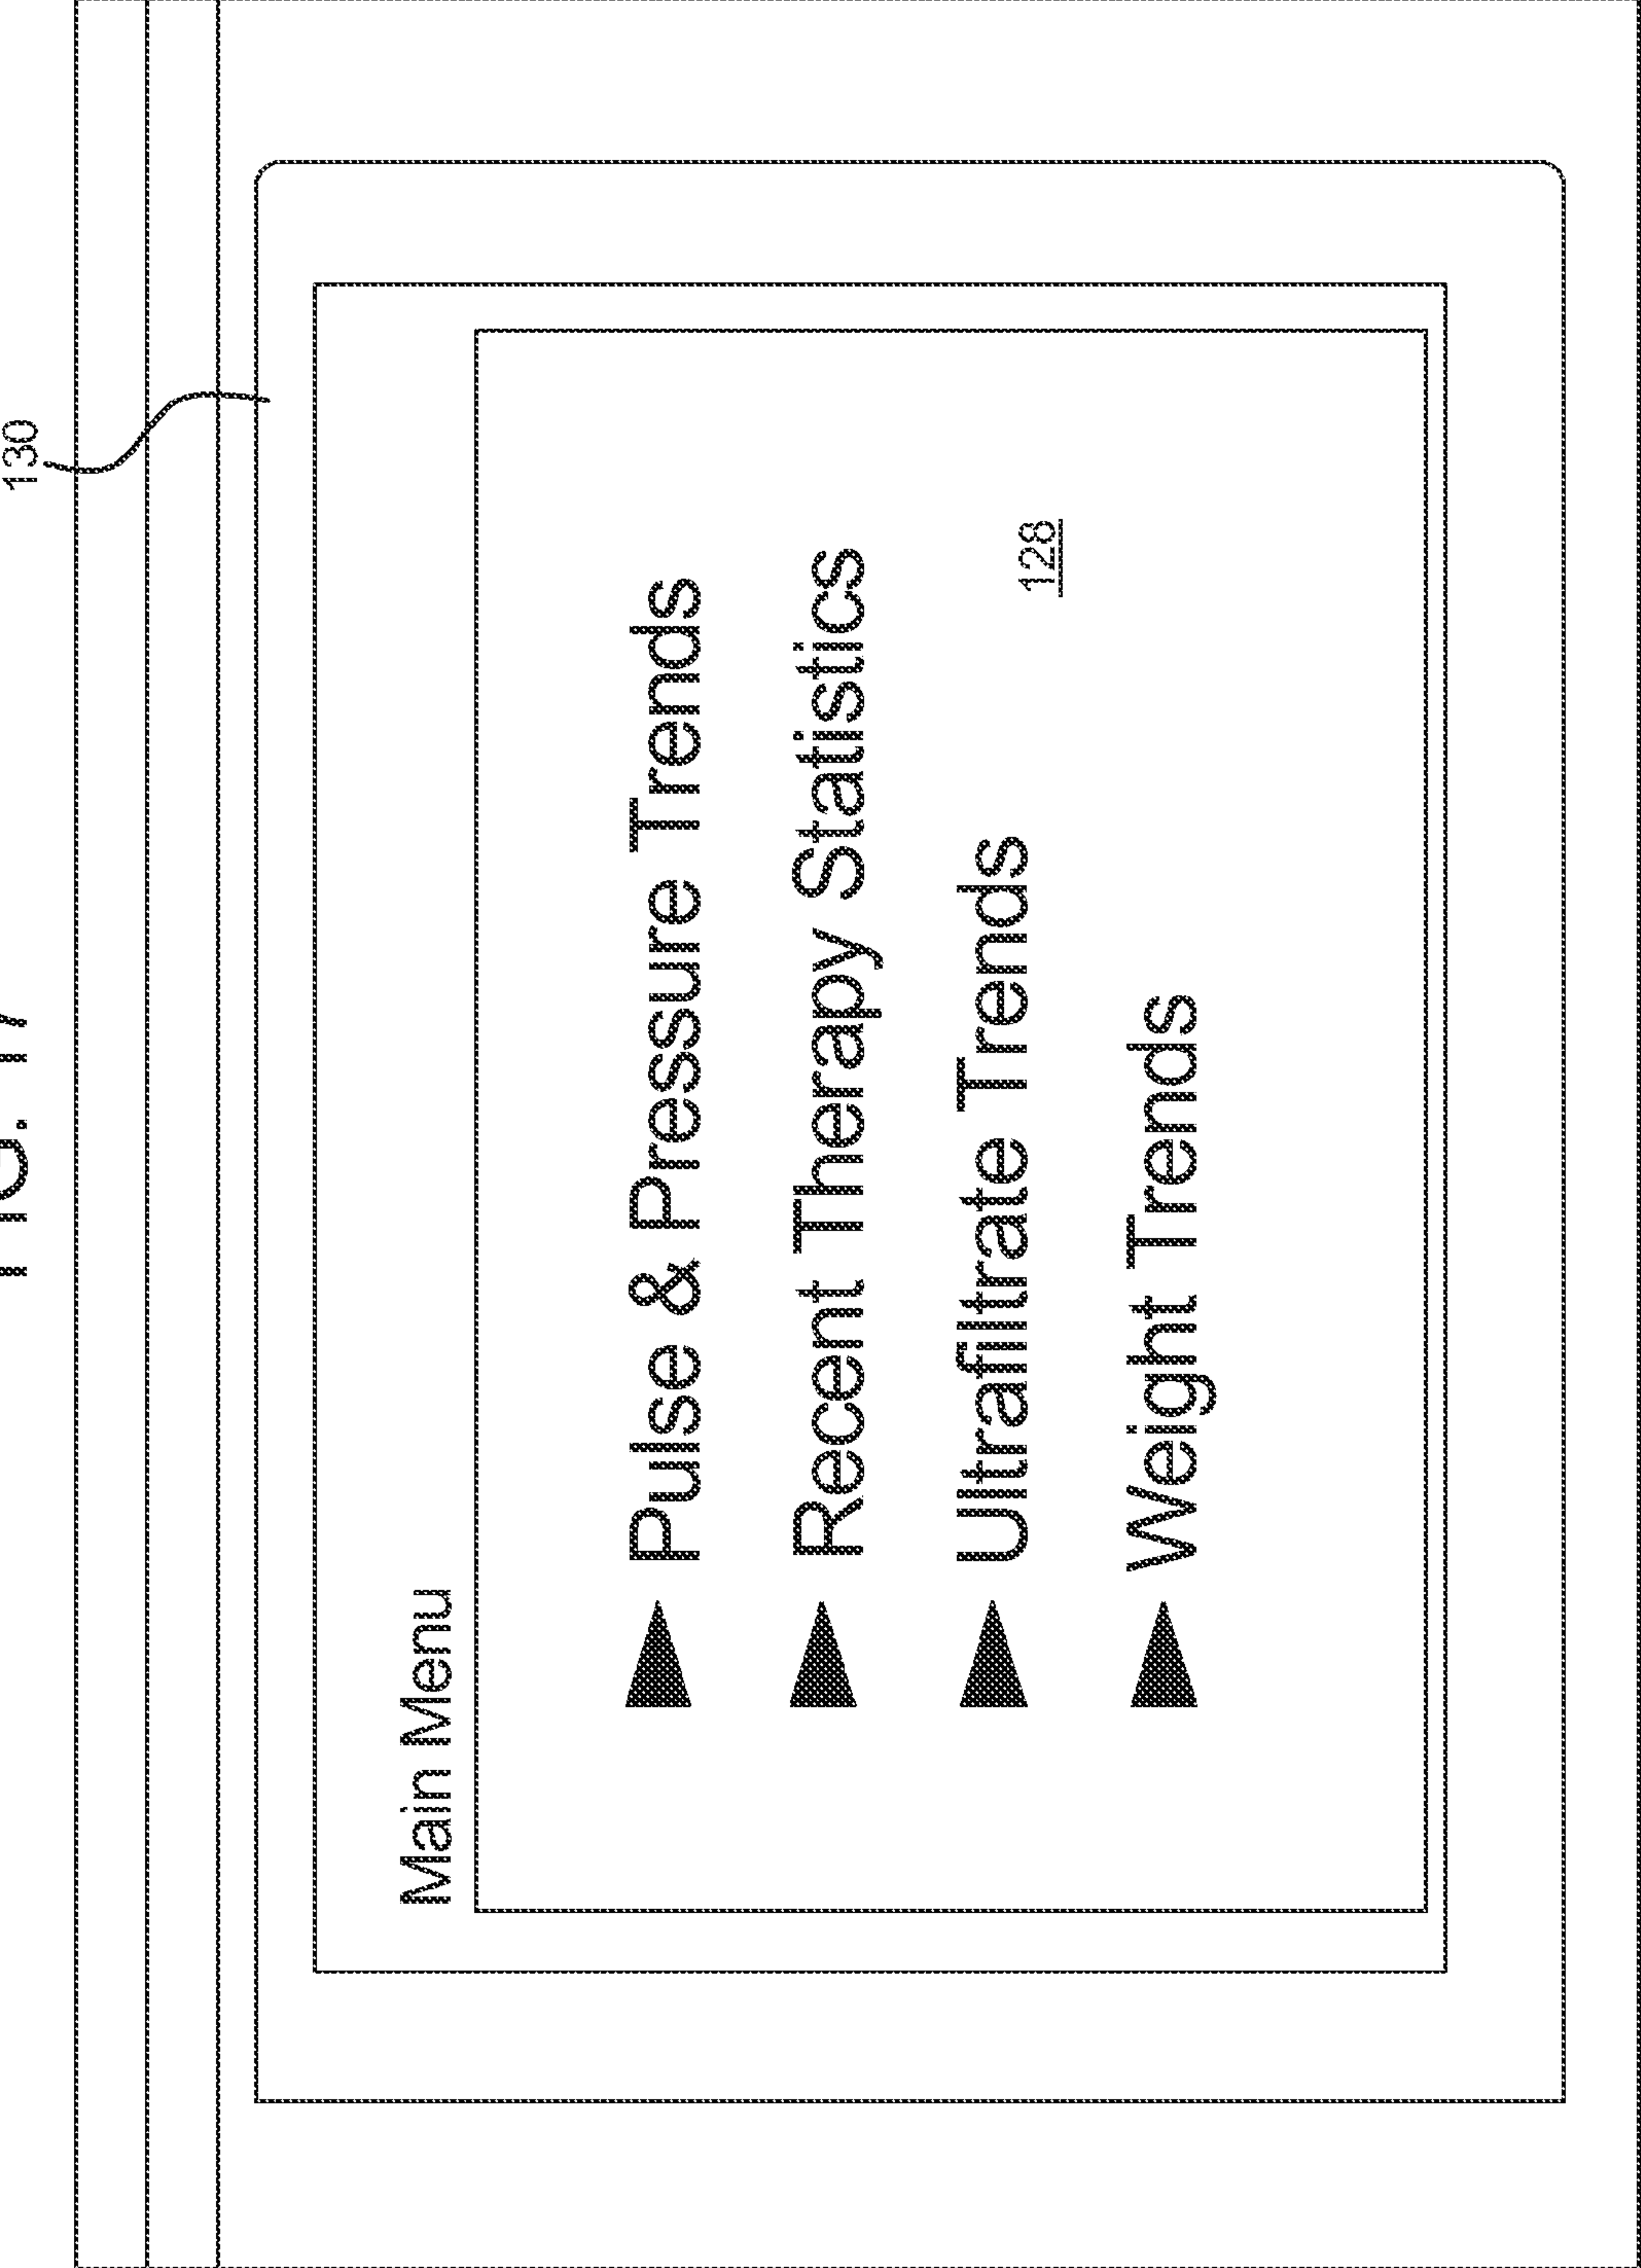 FIG. 17
130
Main Menu
Pulse & Pressure Trends
Recent Therapy Statistics
Ultrafiltrate Trends
128
Weight Trends